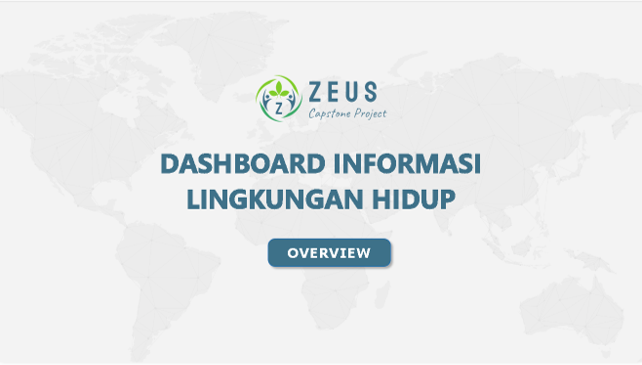 ZEUS
Capstone Project
Z
DASHBOARD INFORMASI
LINGKUNGAN HIDUP
OVERVIEW